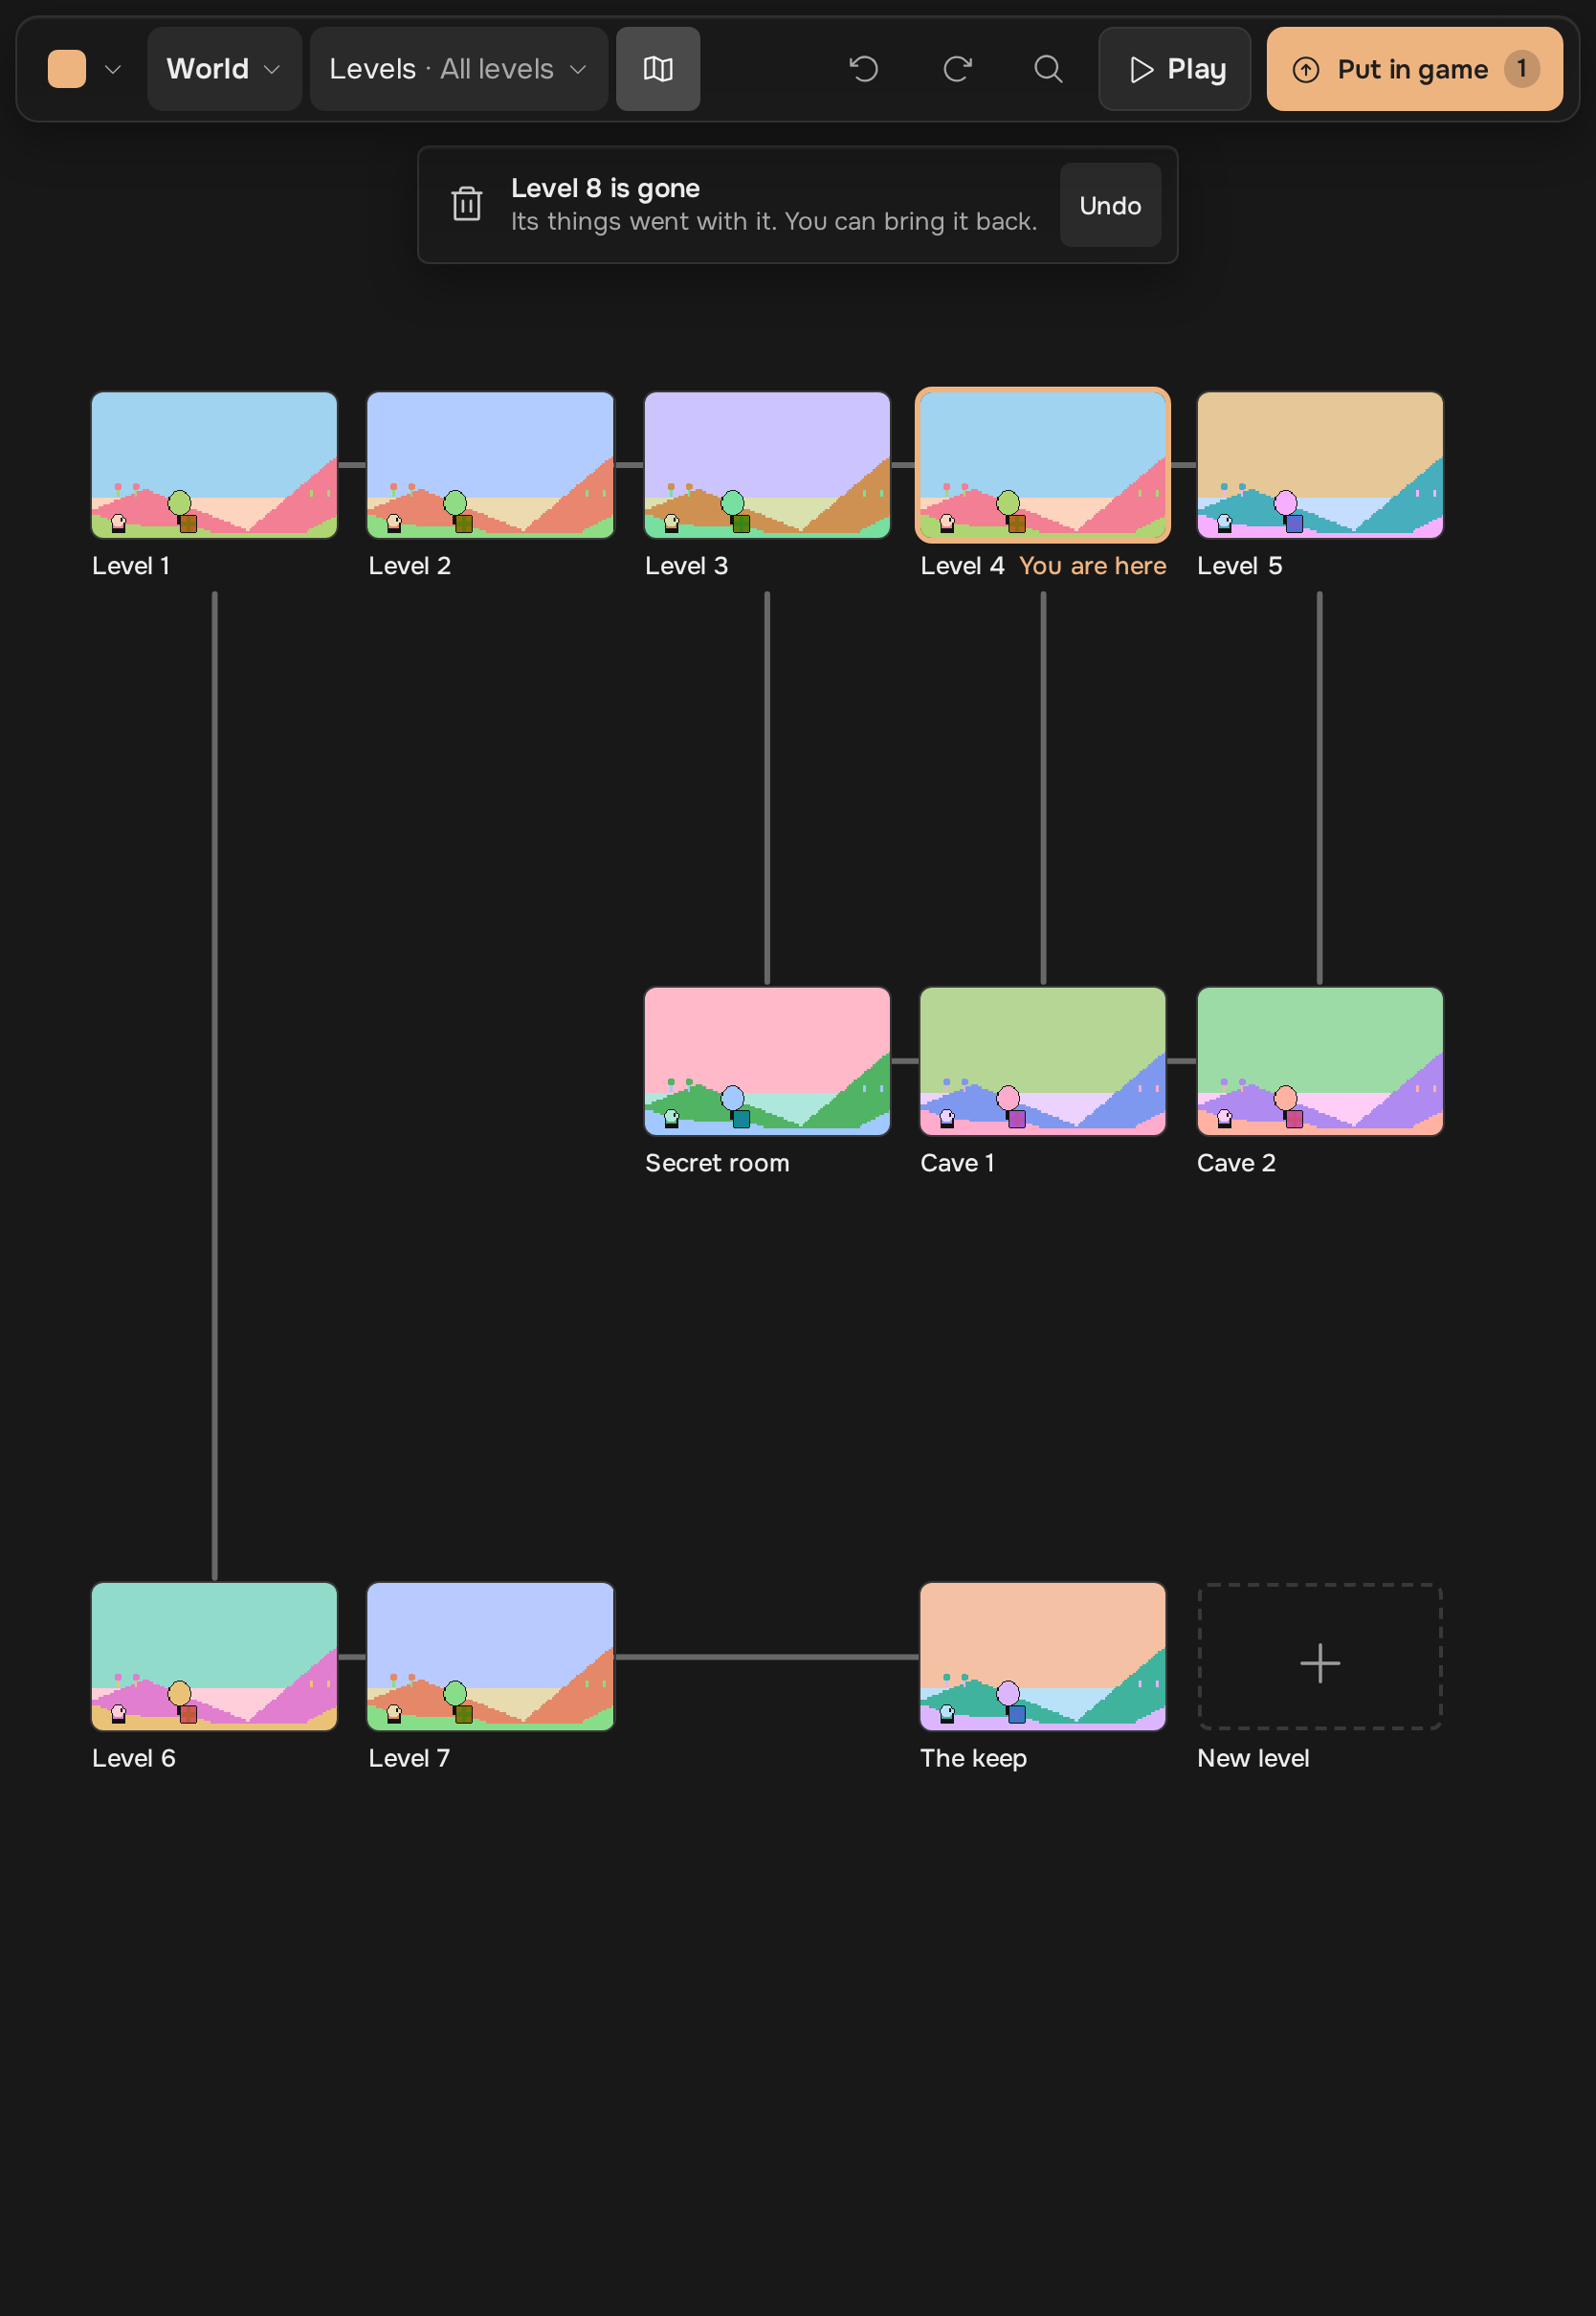 World
Levels · All levels
Play
Put in game 1
Level 8 is gone
Its things went with it. You can bring it back.
Undo
Level 1
Level 2
Level 3
Level 4 You are here
Level 5
Secret room
Cave 1
Cave 2
Level 6
Level 7
The keep
New level